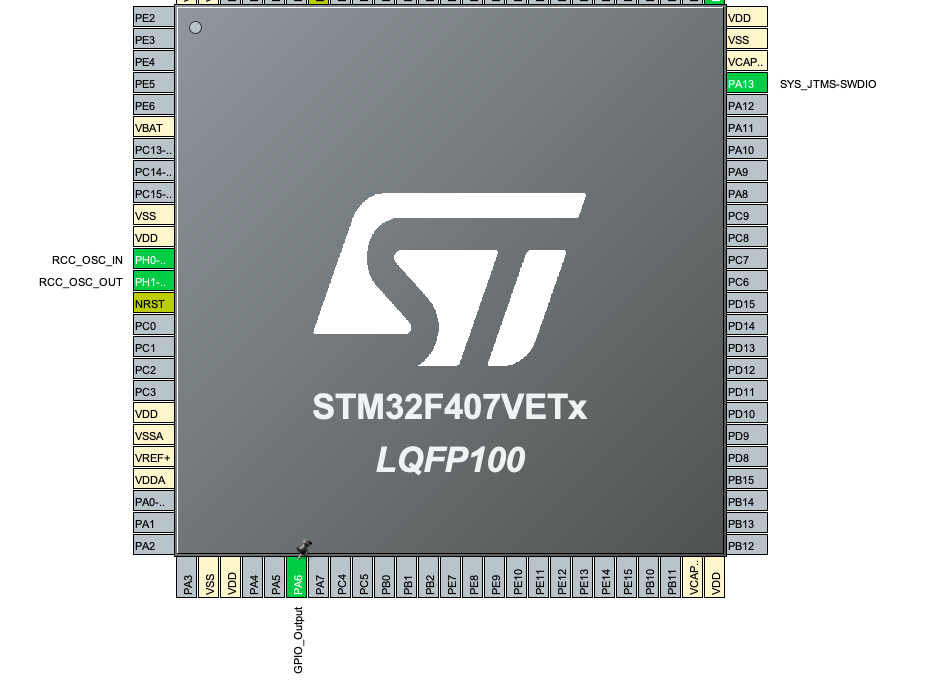 PE2
PE3
PE4
PE5
PE6
VBAT
PC13-..
PC14-..
PC15-..
VSS
VDD
RCC_OSC_IN PH0-..
RCC_OSC_OUT PH1-..
NRST
PC0
PC1
PC2
PC3
VDD
VSSA
VREF+
VDDA
PA0-..
PA1
PA2
ST
STM32F407VETx
LQFP100
VDD
VSS
VCAP..
PA13 SYS_JTMS-SWDIO
PA12
PA11
PA10
PA9
PA8
PC9
PC8
PC7
PC6
PD15
PD14
PD13
PD12
PD11
PD10
PD9
PD8
PB15
PB14
PB13
PB12
PA3
VSS
VDD
PA4
PA5
PA6
GPIO_Output
PA7
PC4
PC5
PB0
PB1
PB2
PE7
PE8
PE9
PE10
PE11
PE12
PE13
PE14
PE15
PB10
PB11
VCAP..
VDD